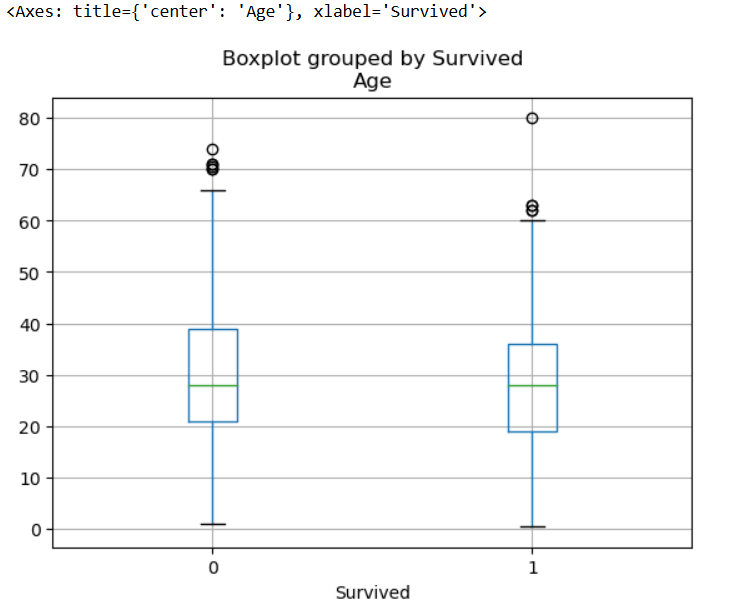 <Axes: title={'center': 'Age'}, xlabel='Survived'>
Boxplot grouped by Survived
Age
80
70
60
50
40
30
20
10
0
0 1
Survived